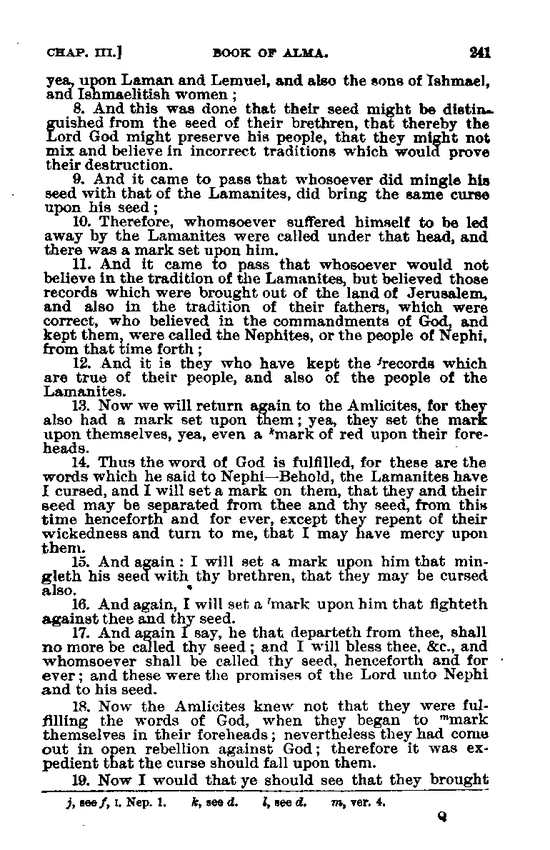 CHAP. III.] BOOK OF ALMA. 241
yea, upon Laman and Lemuel, and also the sons of Ishmael,
and Ishmaelitish women ;
8. And this was done that their seed might be distin-
guished from the seed of their brethren, that thereby the
Lord God might preserve his people, that they might not
mix and believe in incorrect traditions which would prove
their destruction.
9. And it came to pass that whosoever did mingle his
seed with that of the Lamanites, did bring the same curse
upon his seed ;
10. Therefore, whomsoever suffered himself to be led
away by the Lamanites were called under that head, and
there was a mark set upon him.
11. And it came to pass that whosoever would not
believe in the tradition of the Lamanites, but believed those
records which were brought out of the land of Jerusalem,
and also in the tradition of their fathers, which were
correct, who believed in the commandments of God, and
kept them, were called the Nephites, or the people of Nephi,
from that time forth ;
12. And it is they who have kept the jrecords which
are true of their people, and also of the people of the
Lamanites.
13. Now we will return again to the Amlicites, for they
also had a mark set upon them ; yea, they set the mark
upon themselves, yea, even a kmark of red upon their fore-
heads.
14. Thus the word of God is fulfilled, for these are the
words which he said to Nephi—Behold, the Lamanites have
I cursed, and I will set a mark on them, that they and their
seed may be separated from thee and thy seed, from this
time henceforth and for ever, except they repent of their
wickedness and turn to me, that I may have mercy upon
them.
15. And again : I will set a mark upon him that min-
gleth his seed with thy brethren, that they may be cursed
also.
16. And again, I will set a lmark upon him that fighteth
against thee and thy seed.
17. And again I say, he that departeth from thee, shall
no more be called thy seed ; and I will bless thee, &c., and
whomsoever shall be called thy seed, henceforth and for
ever ; and these were the promises of the Lord unto Nephi
and to his seed.
18. Now the Amlicites knew not that they were ful-
filling the words of God, when they began to mmark
themselves in their foreheads ; nevertheless they had come
out in open rebellion against God ; therefore it was ex-
pedient that the curse should fall upon them.
19. Now I would that ye should see that they brought
j, see f, I. Nep. 1. k, see d. l, see d. m, ver. 4.
Q